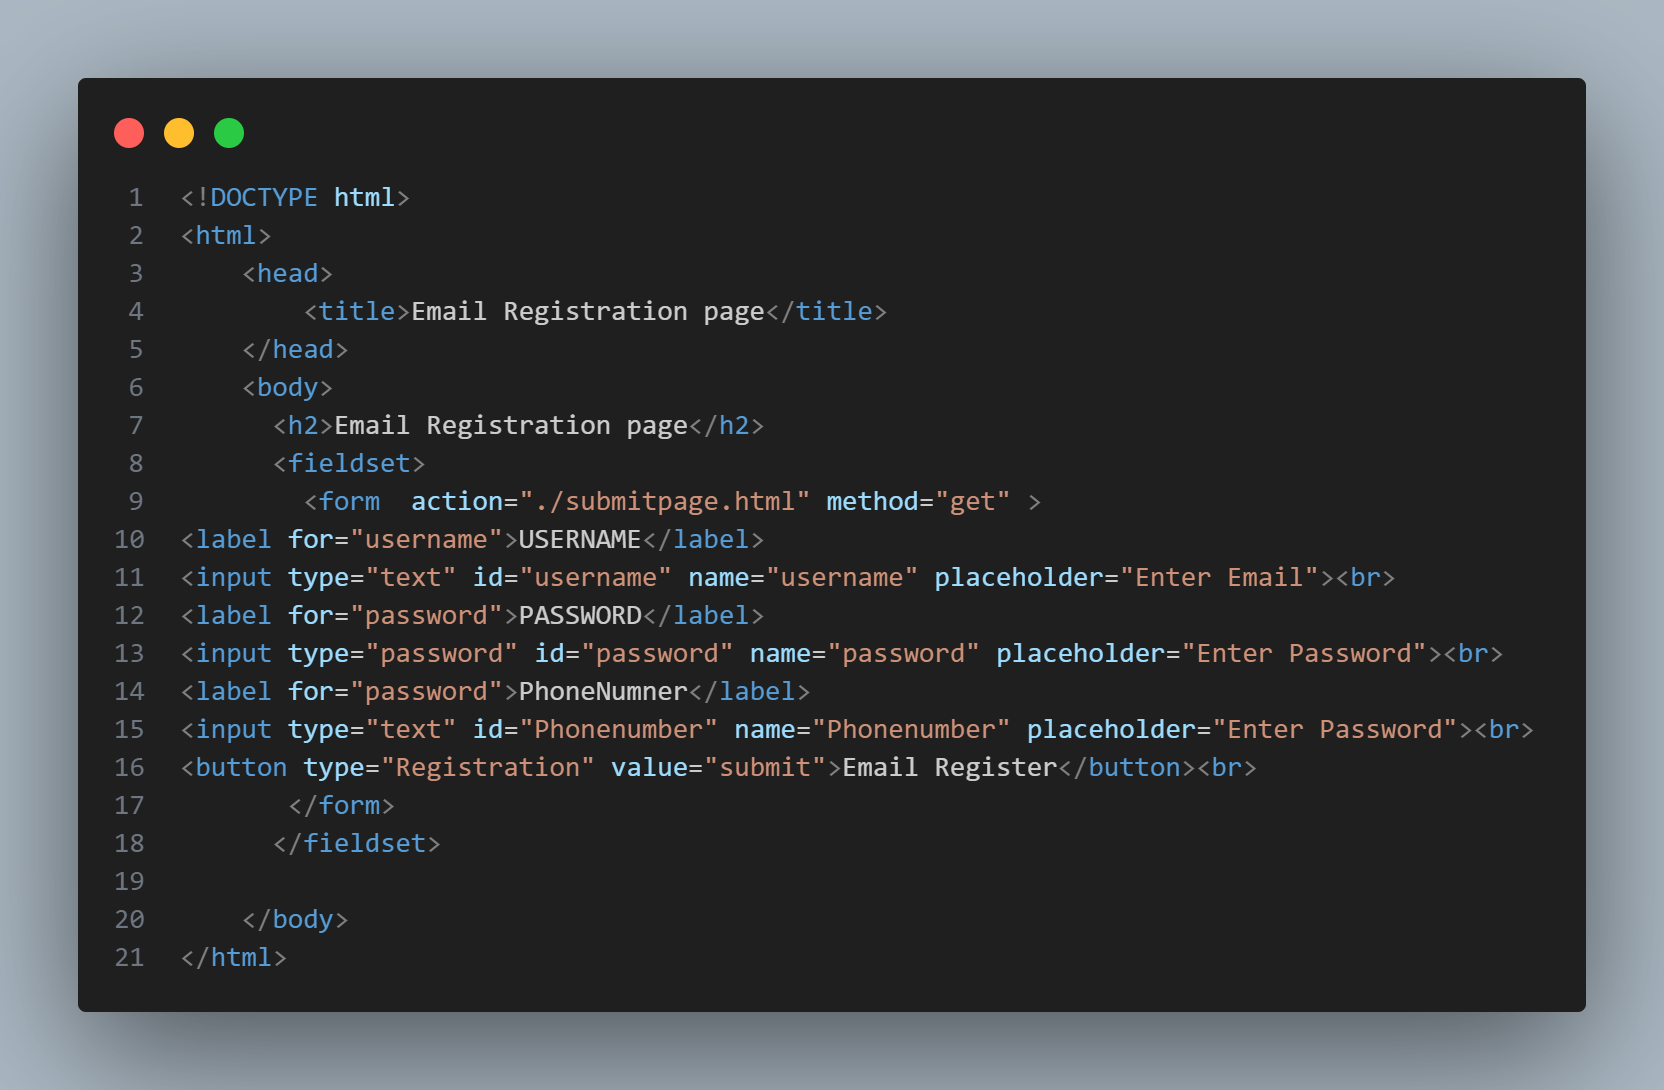 1 <!DOCTYPE html>
2 <html>
3     <head>
4         <title>Email Registration page</title>
5     </head>
6     <body>
7       <h2>Email Registration page</h2>
8       <fieldset>
9         <form  action="./submitpage.html" method="get" >
10 <label for="username">USERNAME</label>
11 <input type="text" id="username" name="username" placeholder="Enter Email"><br>
12 <label for="password">PASSWORD</label>
13 <input type="password" id="password" name="password" placeholder="Enter Password"><br>
14 <label for="password">PhoneNumner</label>
15 <input type="text" id="Phonenumber" name="Phonenumber" placeholder="Enter Password"><br>
16 <button type="Registration" value="submit">Email Register</button><br>
17        </form>
18       </fieldset>
19
20     </body>
21 </html>